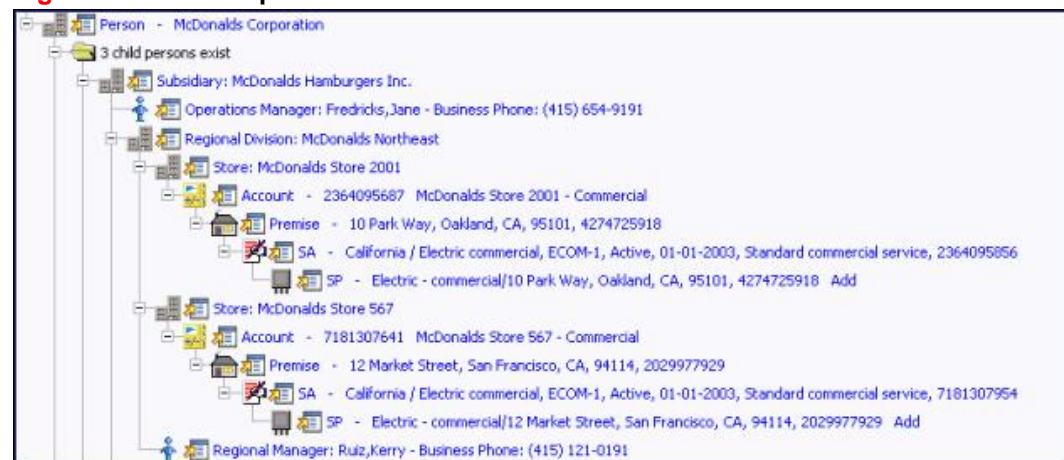 Person - McDonalds Corporation
3 child persons exist
Subsidiary: McDonalds Hamburgers Inc.
Operations Manager: Fredricks,Jane - Business Phone: (415) 654-9191
Regional Division: McDonalds Northeast
Store: McDonalds Store 2001
Account - 2364095687 McDonalds Store 2001 - Commercial
Premise - 10 Park Way, Oakland, CA, 95101, 4274725918
SA - California / Electric commercial, ECOM-1, Active, 01-01-2003, Standard commercial service, 2364095856
SP - Electric - commercial/10 Park Way, Oakland, CA, 95101, 4274725918 Add
Store: McDonalds Store 567
Account - 7181307641 McDonalds Store 567 - Commercial
Premise - 12 Market Street, San Francisco, CA, 94114, 2029977929
SA - California / Electric commercial, ECOM-1, Active, 01-01-2003, Standard commercial service, 7181307954
SP - Electric - commercial/12 Market Street, San Francisco, CA, 94114, 2029977929 Add
Regional Manager: Ruiz,Kerry - Business Phone: (415) 121-0191